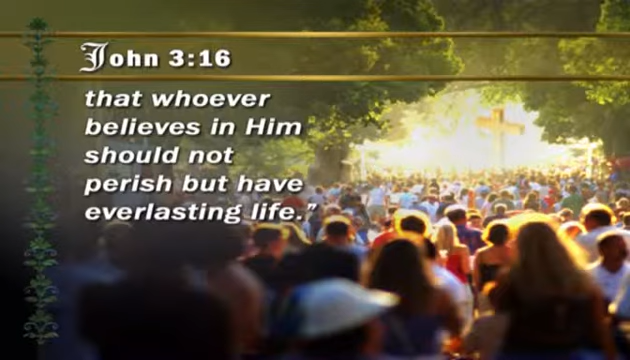 John 3:16
that whoever
believes in Him
should not
perish but have
everlasting life.”